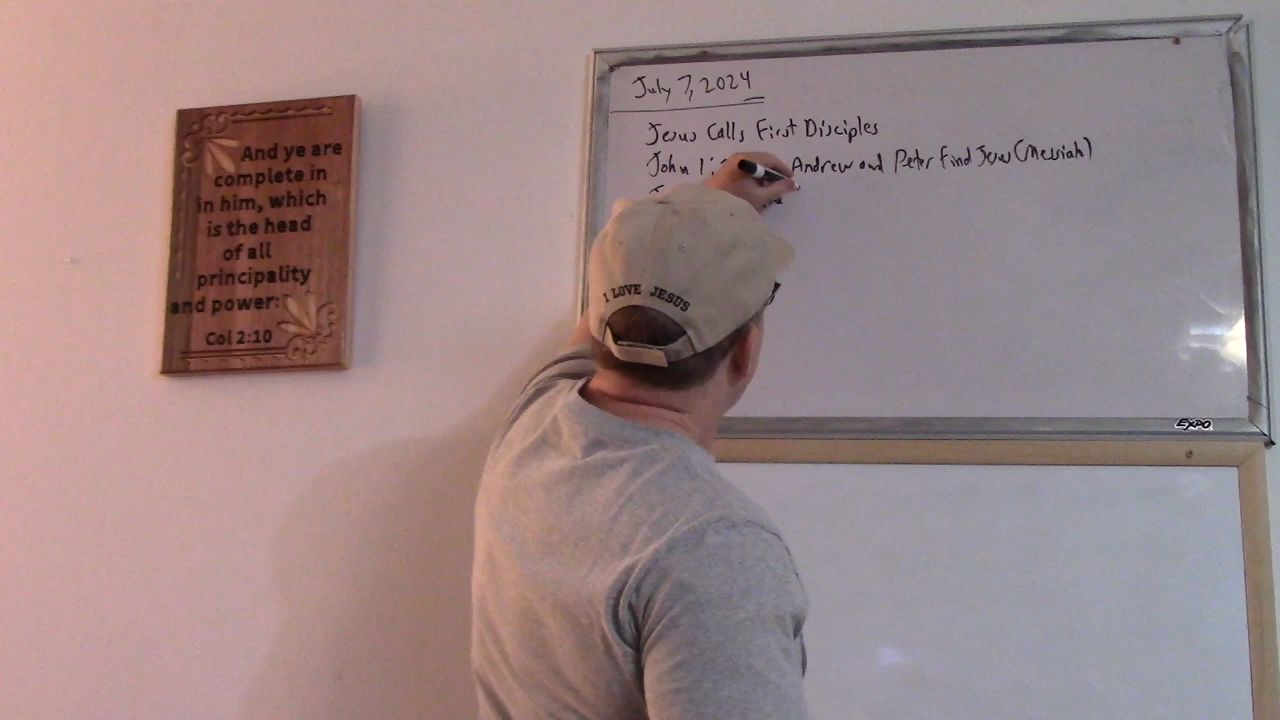 And ye are
complete in
in him, which
is the head
of all
principality
and power:
Col 2:10
July 7, 2024
Jesus Calls First Disciples
John 1: Andrew and Peter find Jesus (Messiah)
I LOVE JESUS
EXPO